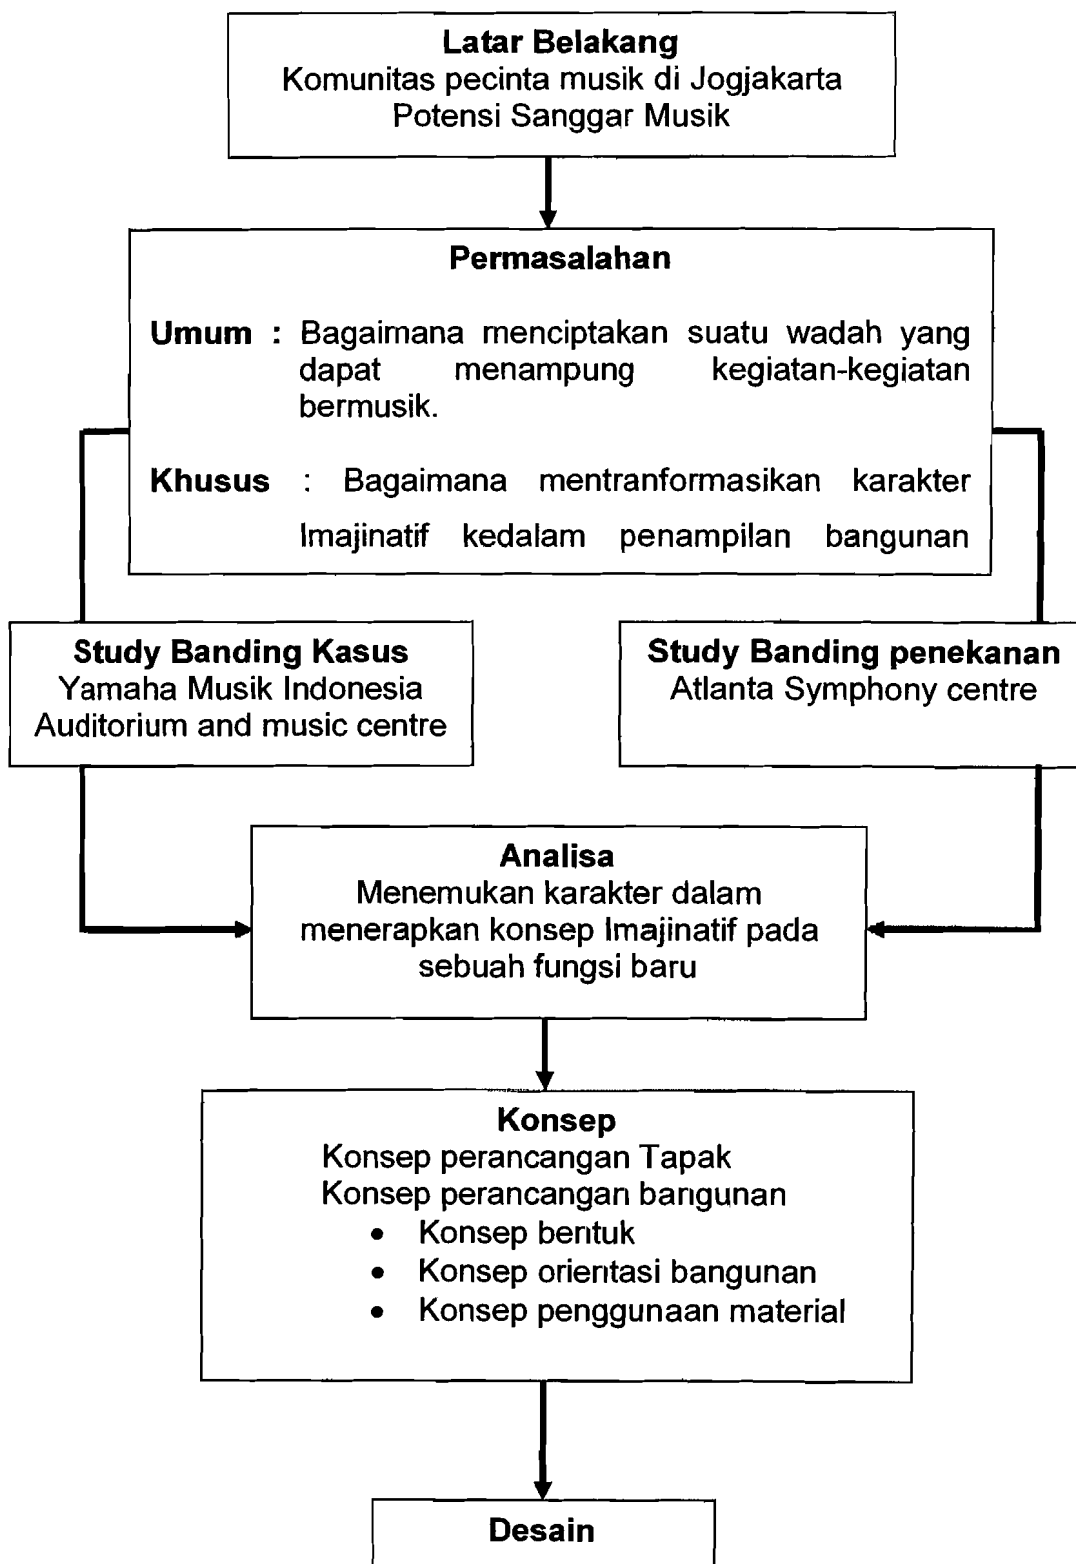 Latar Belakang
Komunitas pecinta musik di Jogjakarta
Potensi Sanggar Musik
Permasalahan
Umum : Bagaimana menciptakan suatu wadah yang
dapat menampung kegiatan-kegiatan
bermusik.
Khusus : Bagaimana mentranformasikan karakter
Imajinatif kedalam penampilan bangunan
Study Banding Kasus
Yamaha Musik Indonesia
Auditorium and music centre
Study Banding penekanan
Atlanta Symphony centre
Analisa
Menemukan karakter dalam
menerapkan konsep Imajinatif pada
sebuah fungsi baru
Konsep
Konsep perancangan Tapak
Konsep perancangan bangunan
• Konsep bentuk
• Konsep orientasi bangunan
• Konsep penggunaan material
Desain